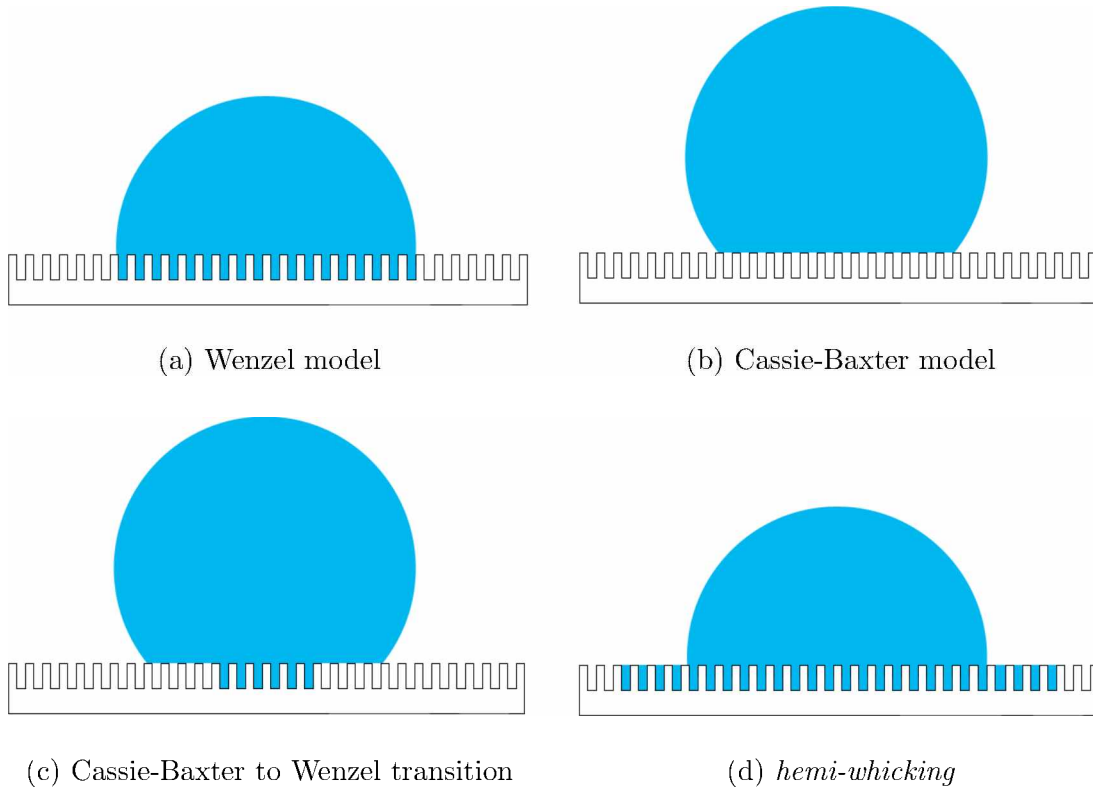 (a) Wenzel model
(b) Cassie-Baxter model
(c) Cassie-Baxter to Wenzel transition
(d) hemi-whicking